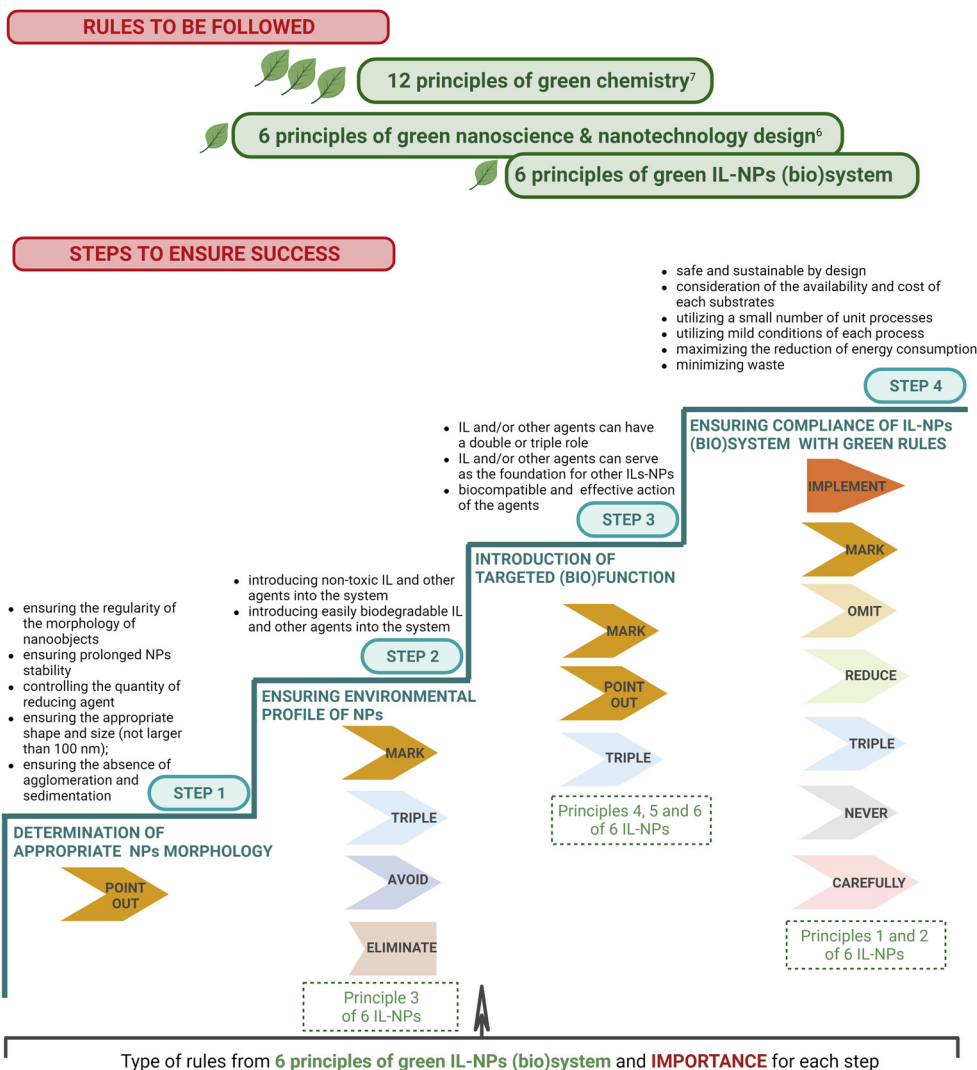 RULES TO BE FOLLOWED
12 principles of green chemistry7
6 principles of green nanoscience & nanotechnology design6
6 principles of green IL-NPs (bio)system
STEPS TO ENSURE SUCCESS
• safe and sustainable by design
• consideration of the availability and cost of
each substrates
• utilizing a small number of unit processes
• utilizing mild conditions of each process
• maximizing the reduction of energy consumption
• minimizing waste
STEP 4
ENSURING COMPLIANCE OF IL-NPs
(BIO)SYSTEM WITH GREEN RULES
IMPLEMENT
MARK
OMIT
REDUCE
TRIPLE
NEVER
CAREFULLY
Principles 1 and 2
of 6 IL-NPs
• IL and/or other agents can have
a double or triple role
• IL and/or other agents can serve
as the foundation for other ILs-NPs
• biocompatible and effective action
of the agents
STEP 3
INTRODUCTION OF
TARGETED (BIO)FUNCTION
MARK
POINT
OUT
TRIPLE
Principles 4, 5 and 6
of 6 IL-NPs
• introducing non-toxic IL and other
agents into the system
• introducing easily biodegradable IL
and other agents into the system
STEP 2
ENSURING ENVIRONMENTAL
PROFILE OF NPs
MARK
TRIPLE
AVOID
ELIMINATE
Principle 3
of 6 IL-NPs
• ensuring the regularity of
the morphology of
nanoobjects
• ensuring prolonged NPs
stability
• controlling the quantity of
reducing agent
• ensuring the appropriate
shape and size (not larger
than 100 nm);
• ensuring the absence of
agglomeration and
sedimentation
STEP 1
DETERMINATION OF
APPROPRIATE NPs MORPHOLOGY
POINT
OUT
Type of rules from 6 principles of green IL-NPs (bio)system and IMPORTANCE for each step